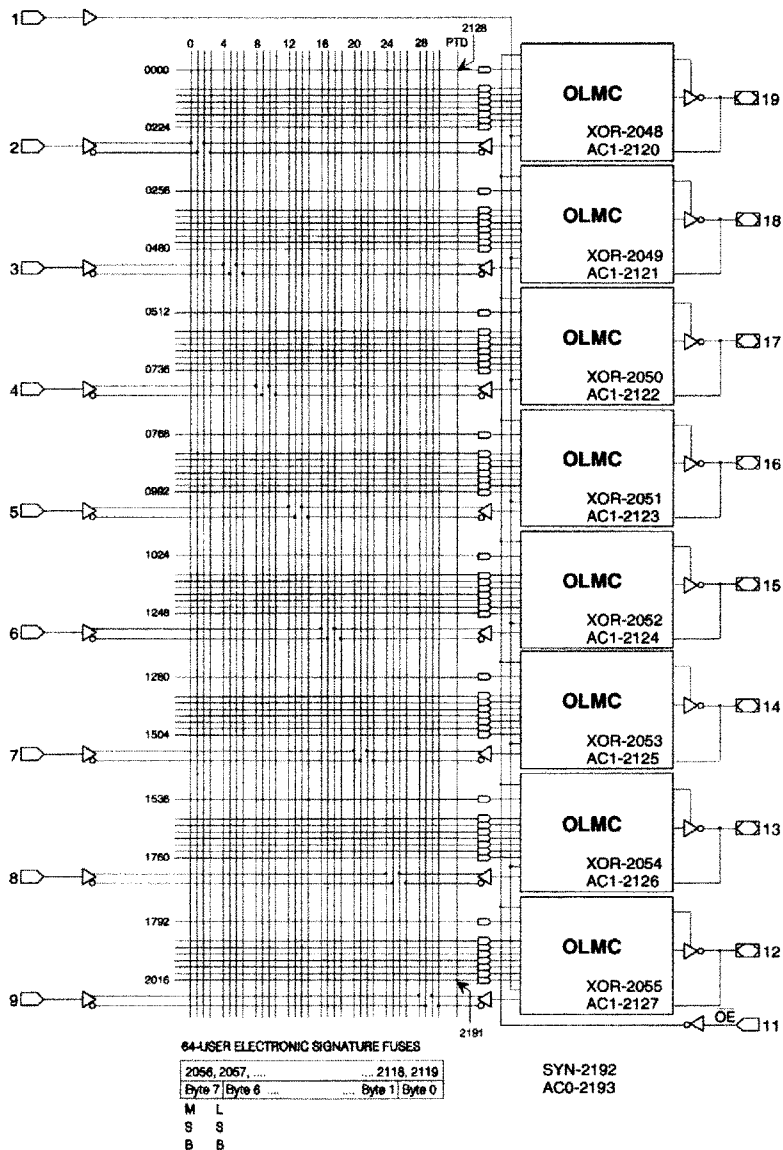 1
2128
0 4 8 12 16 20 24 28 PTD
0000
OLMC
19
XOR-2048
AC1-2120
0224
2
0256
OLMC
18
XOR-2049
AC1-2121
0480
3
0512
OLMC
17
XOR-2050
AC1-2122
0736
4
0768
OLMC
16
XOR-2051
AC1-2123
0992
5
1024
OLMC
15
XOR-2052
AC1-2124
1248
6
1280
OLMC
14
XOR-2053
AC1-2125
1504
7
1536
OLMC
13
XOR-2054
AC1-2126
1760
8
1792
OLMC
12
XOR-2055
AC1-2127
2016
9
OE
11
2191
64-USER ELECTRONIC SIGNATURE FUSES
2056, 2057, .... .... 2118, 2119
Byte 7 Byte 6 .... .... Byte 1 Byte 0
M L
S S
B B
SYN-2192
AC0-2193